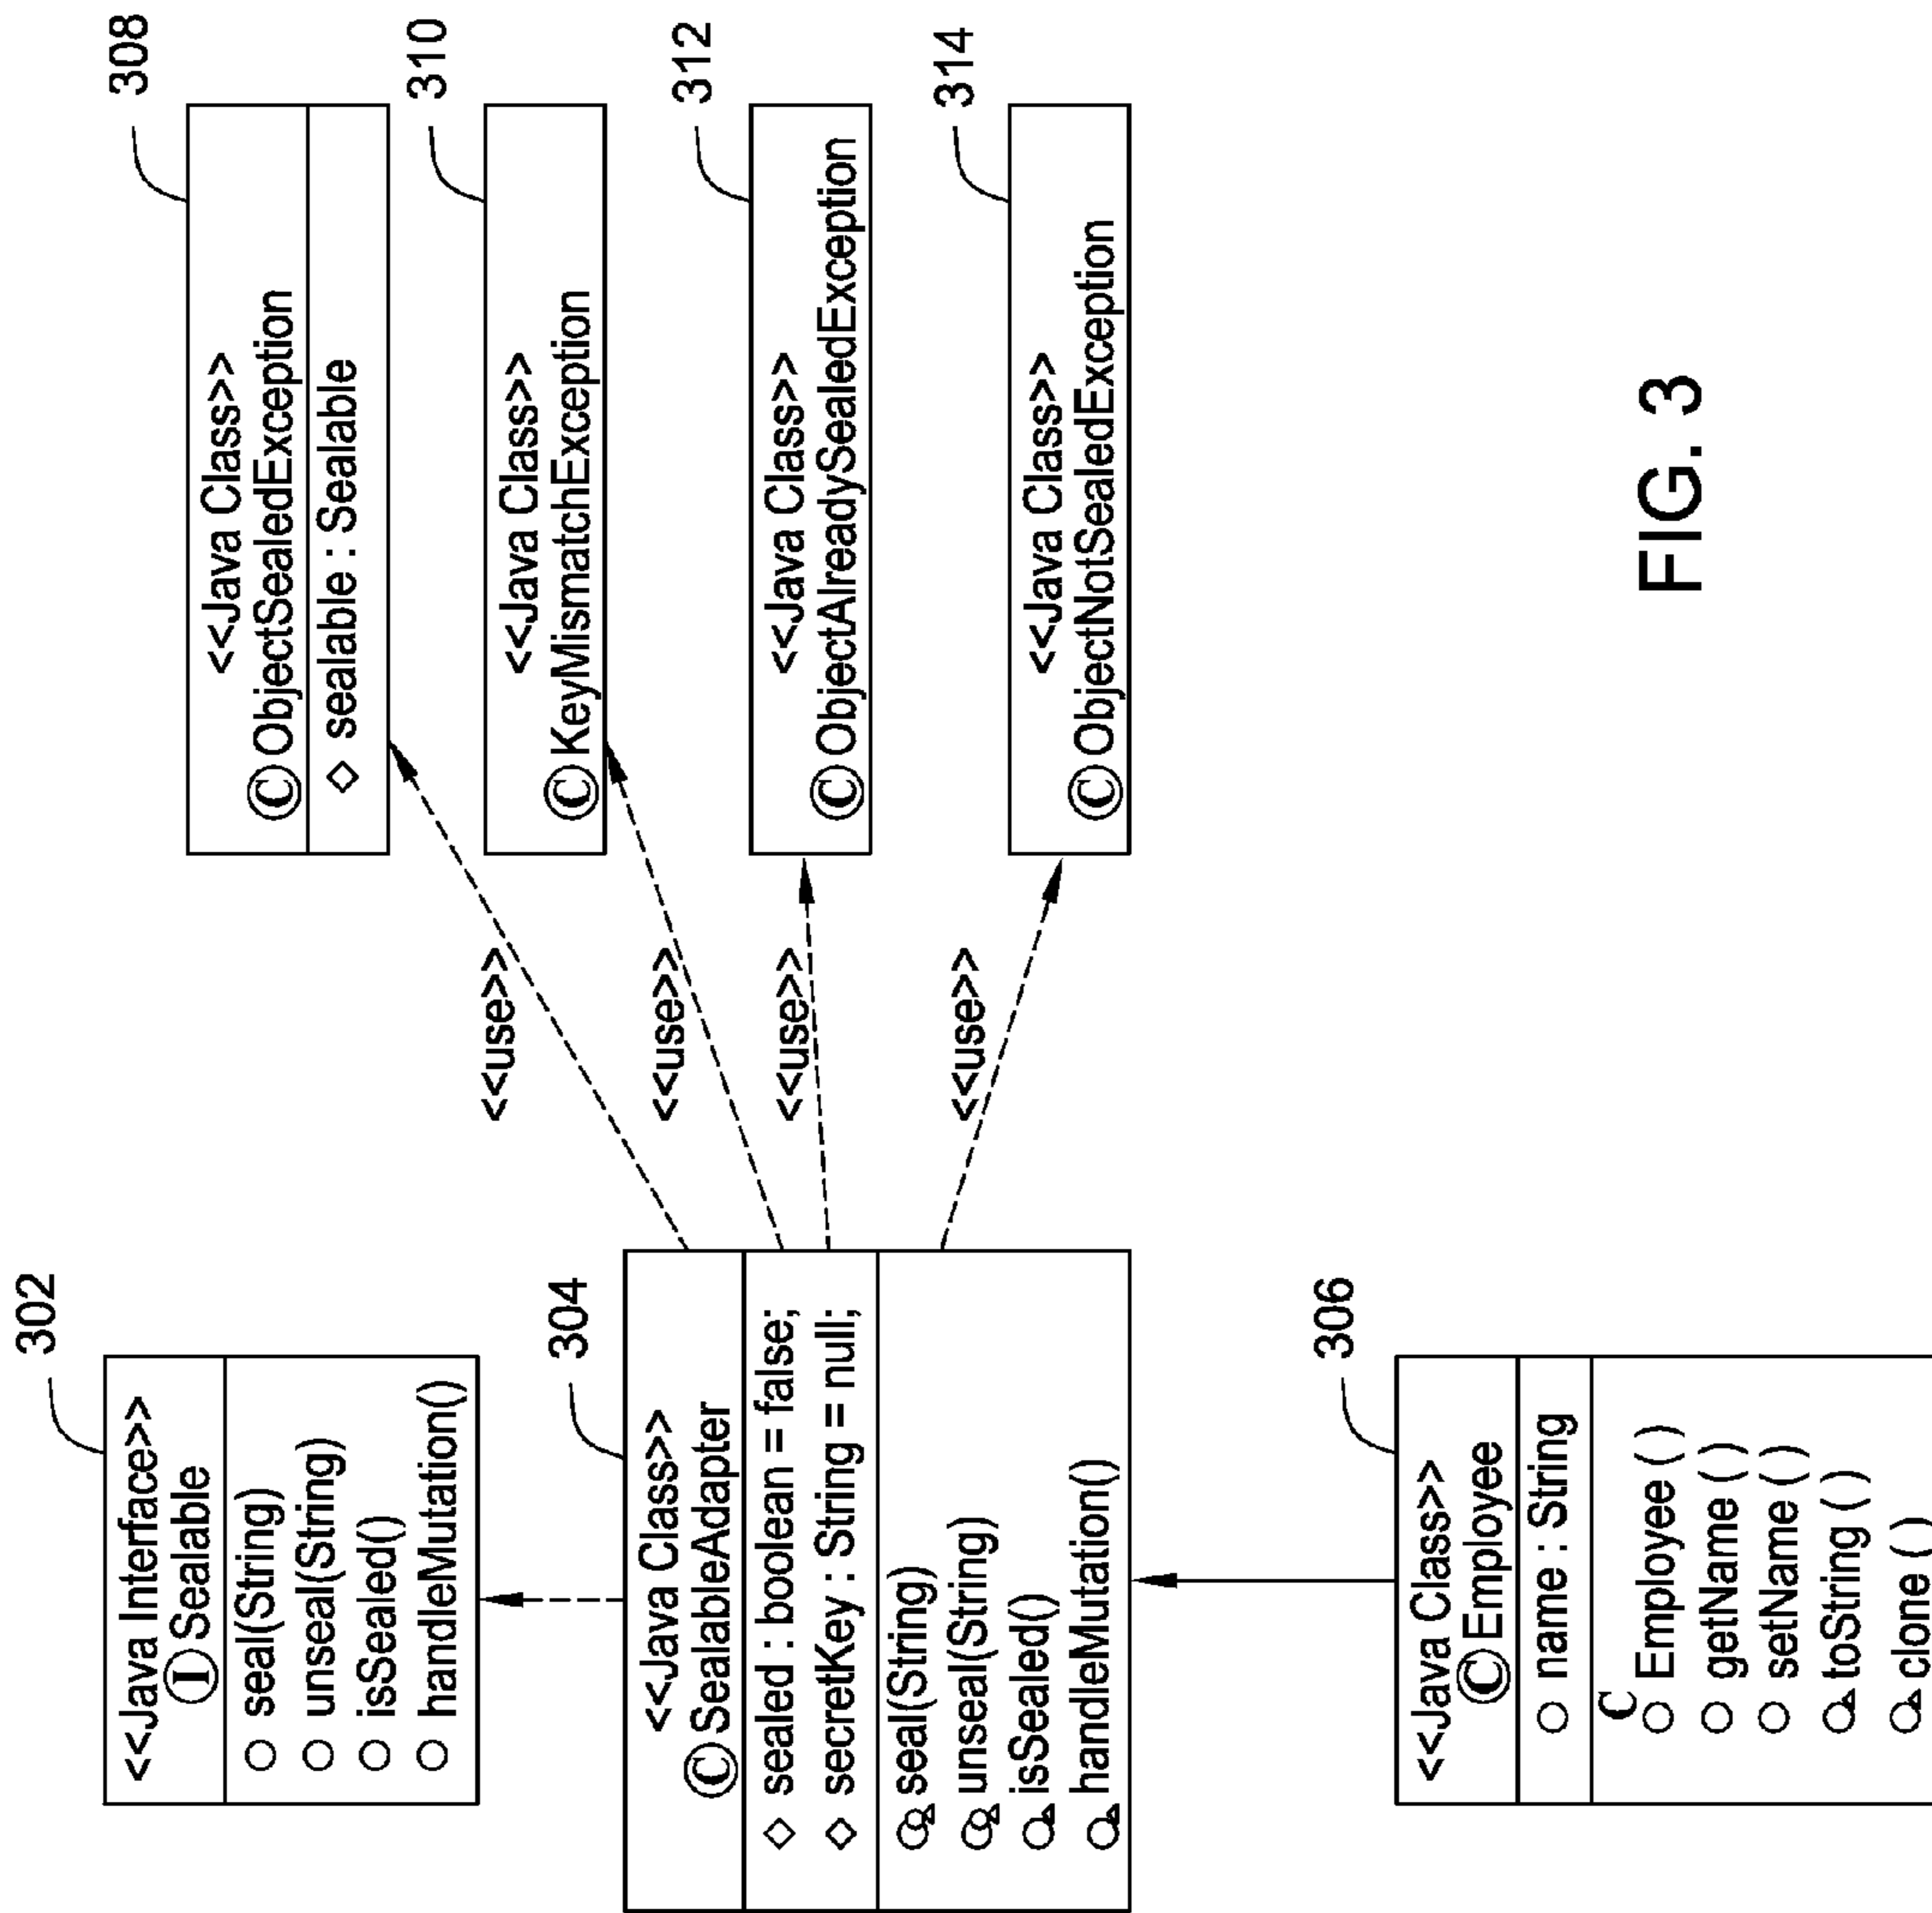 302
<<Java Interface>>
Ⓘ Sealable
seal(String)
unseal(String)
isSealed()
handleMutation()
304
<<Java Class>>
Ⓒ SealableAdapter
sealed : boolean = false;
secretKey : String = null;
seal(String)
unseal(String)
isSealed()
handleMutation()
306
<<Java Class>>
Ⓒ Employee
name : String
C
Employee ( )
getName ( )
setName ( )
toString ( )
clone ( )
<<use>>
<<use>>
<<use>>
<<use>>
308
<<Java Class>>
Ⓒ ObjectSealedException
sealable : Sealable
310
<<Java Class>>
Ⓒ KeyMismatchException
312
<<Java Class>>
Ⓒ ObjectAlreadySealedException
314
<<Java Class>>
Ⓒ ObjectNotSealedException
FIG. 3